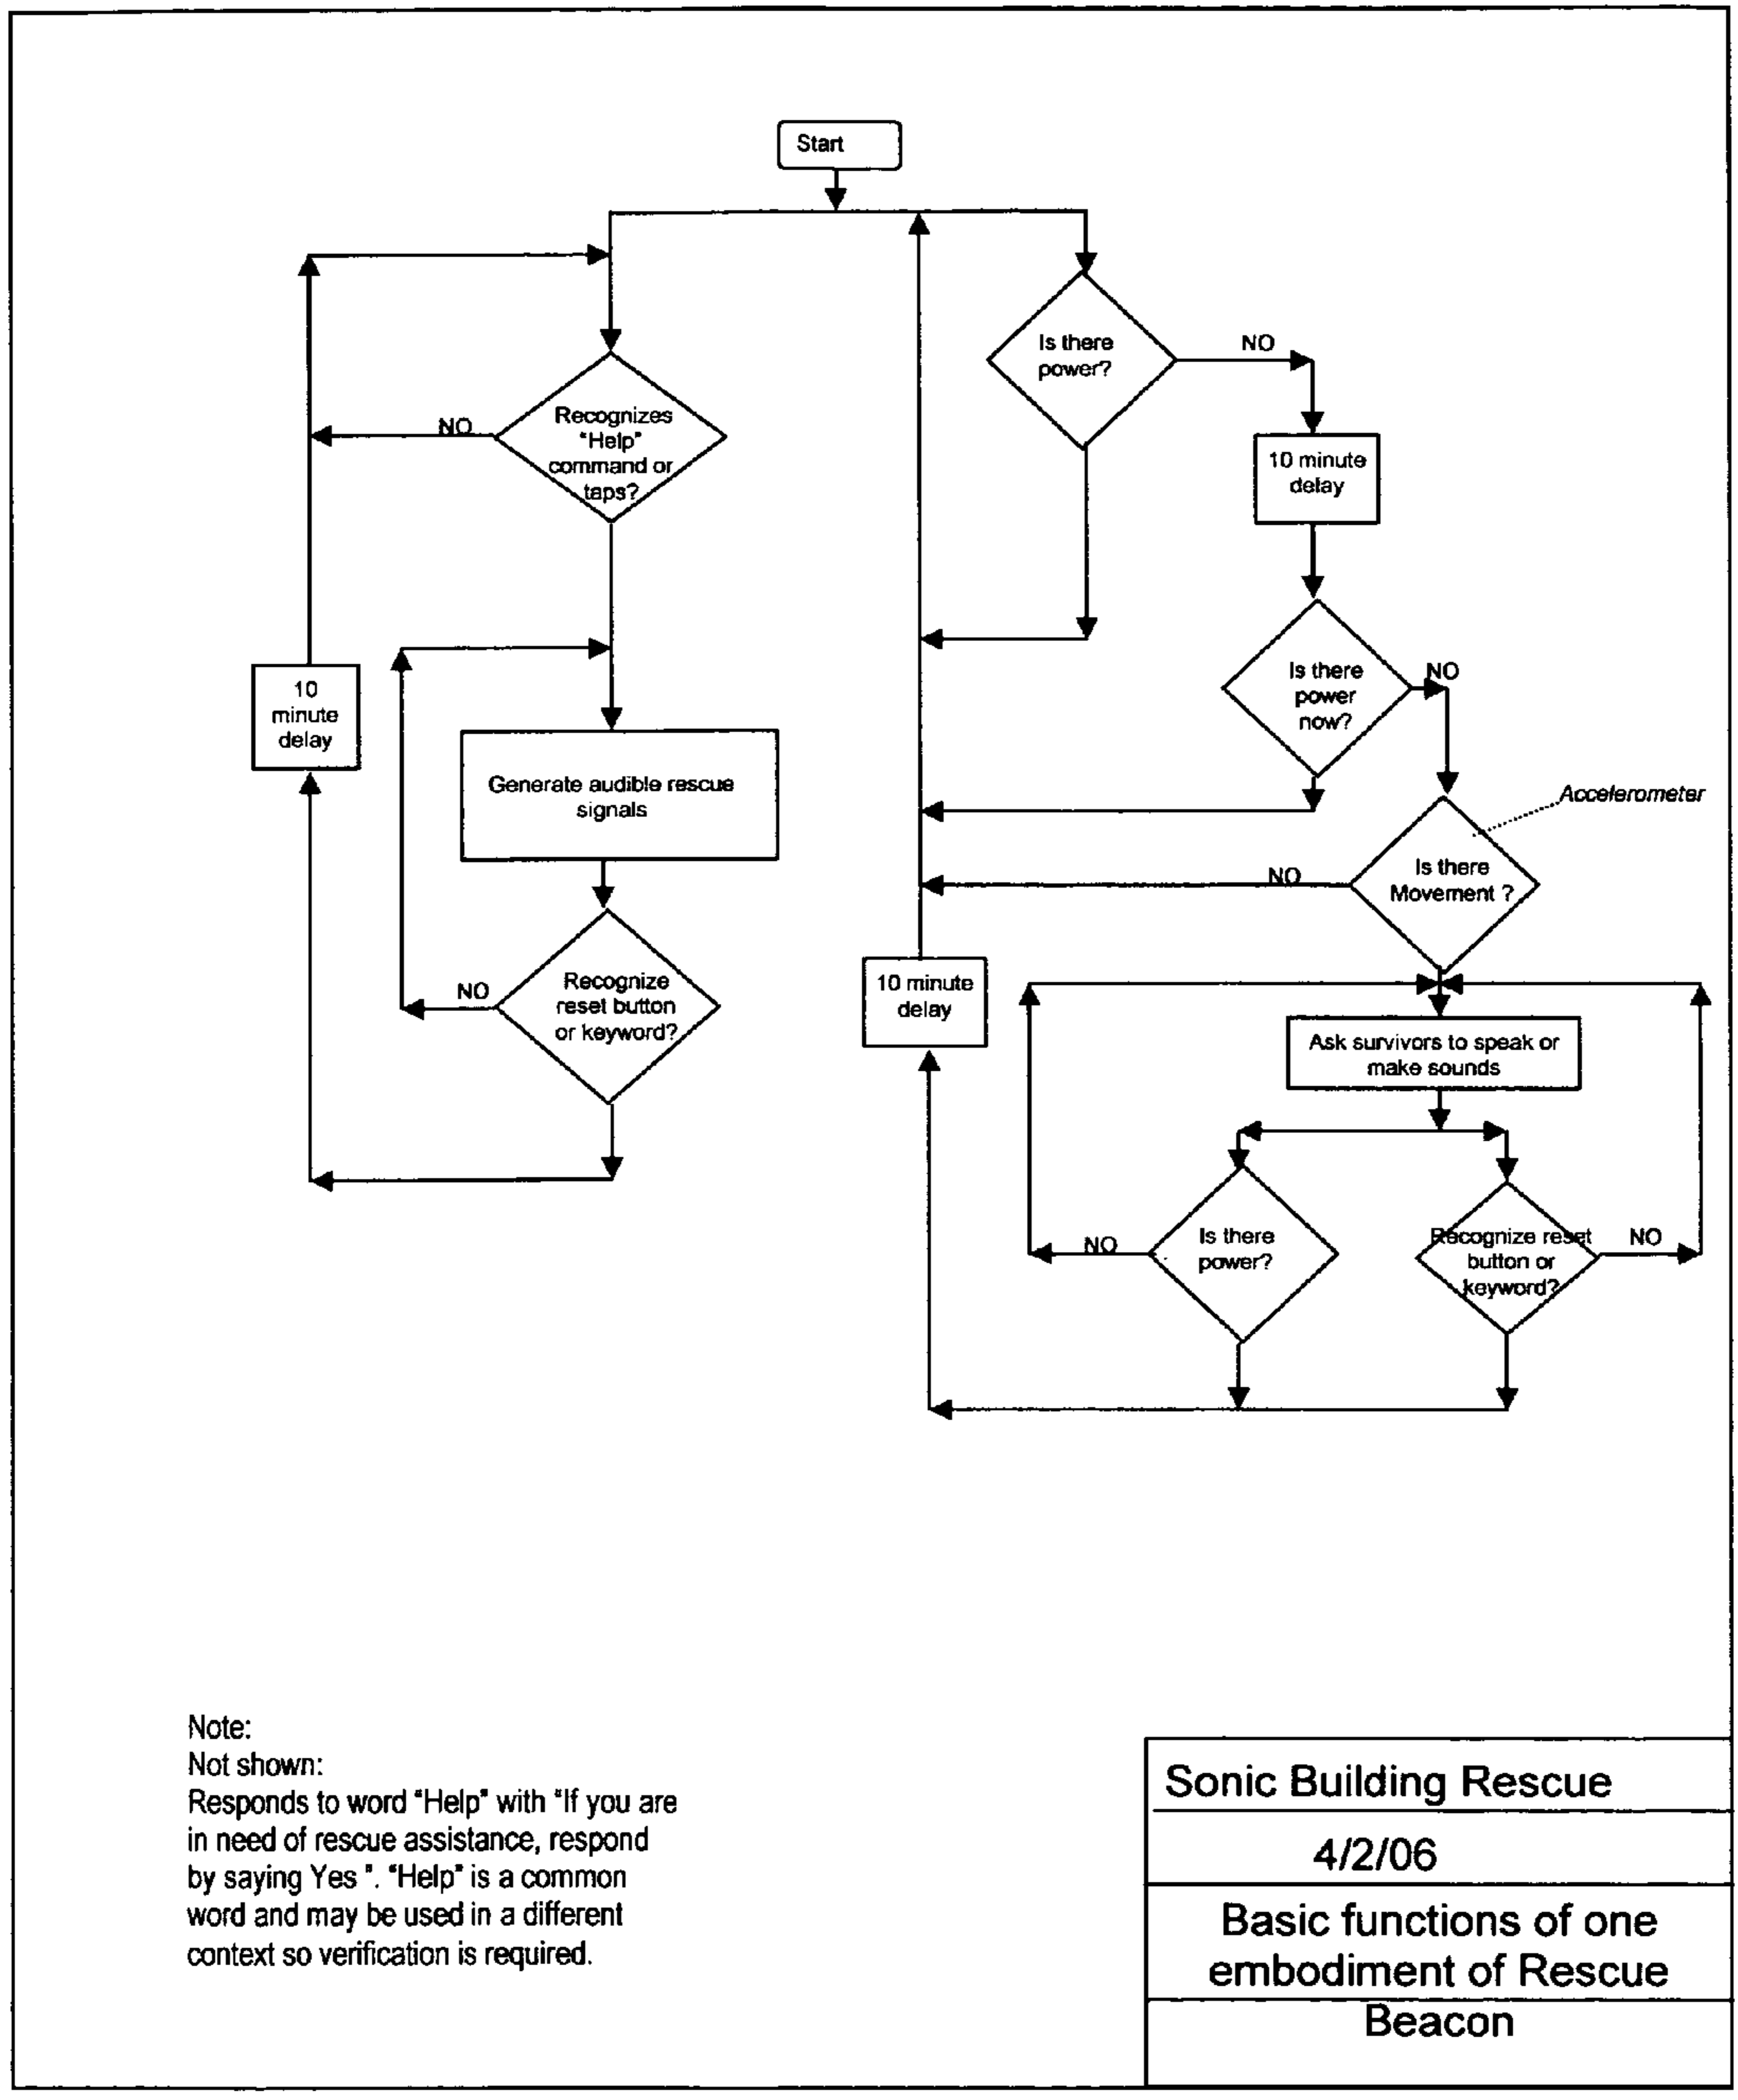 Start
Is there
power?
NO
Recognizes
"Help"
command or
taps?
NO
10 minute
delay
Is there
power
now?
NO
10
minute
delay
Generate audible rescue
signals
Accelerometer
Is there
Movement ?
NO
Recognize
reset button
or keyword?
NO
10 minute
delay
Ask survivors to speak or
make sounds
Is there
power?
NO
Recognize reset
button or
keyword?
NO
Note:
Not shown:
Responds to word "Help" with "If you are
in need of rescue assistance, respond
by saying Yes ". "Help" is a common
word and may be used in a different
context so verification is required.
Sonic Building Rescue
4/2/06
Basic functions of one
embodiment of Rescue
Beacon